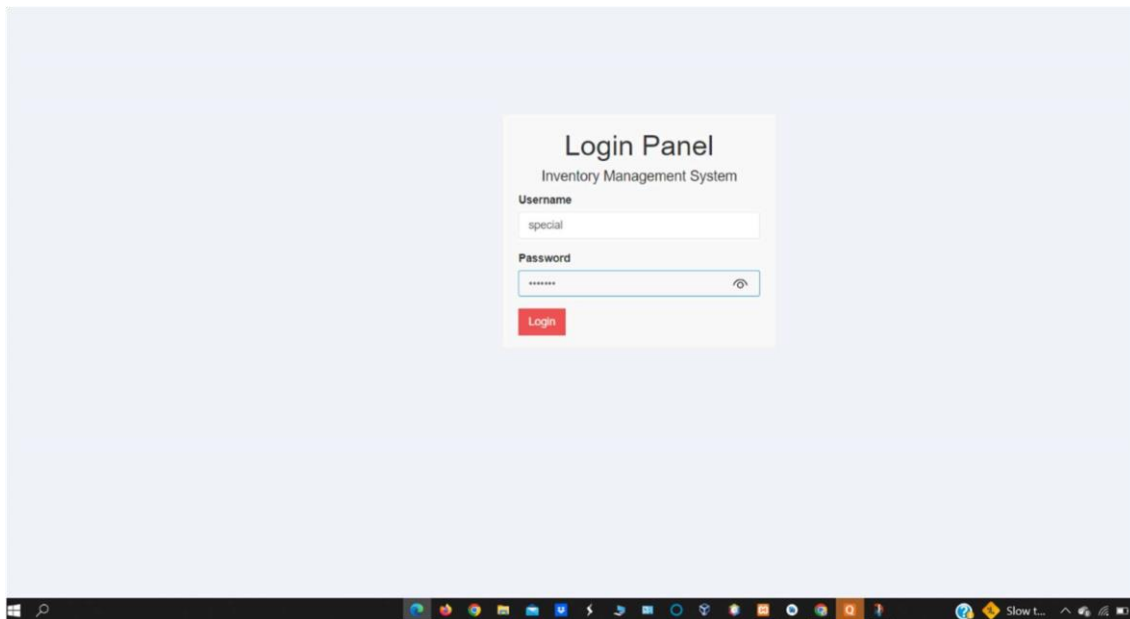 Login Panel
Inventory Management System
Username
special
Password
•••••••
Login
Slow t...